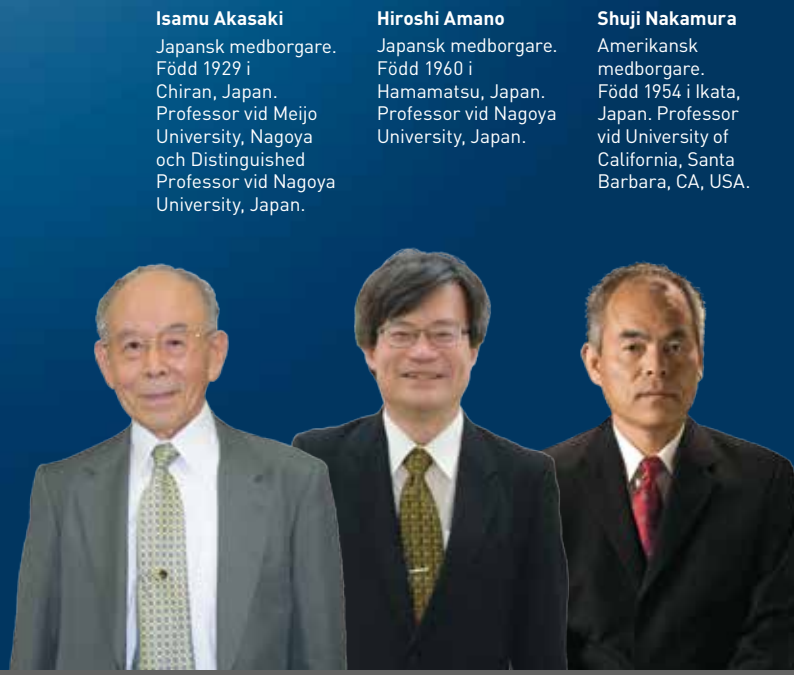 Isamu Akasaki
Japansk medborgare.
Född 1929 i
Chiran, Japan.
Professor vid Meijo
University, Nagoya
och Distinguished
Professor vid Nagoya
University, Japan.
Hiroshi Amano
Japansk medborgare.
Född 1960 i
Hamamatsu, Japan.
Professor vid Nagoya
University, Japan.
Shuji Nakamura
Amerikansk
medborgare.
Född 1954 i Ikata,
Japan. Professor
vid University of
California, Santa
Barbara, CA, USA.